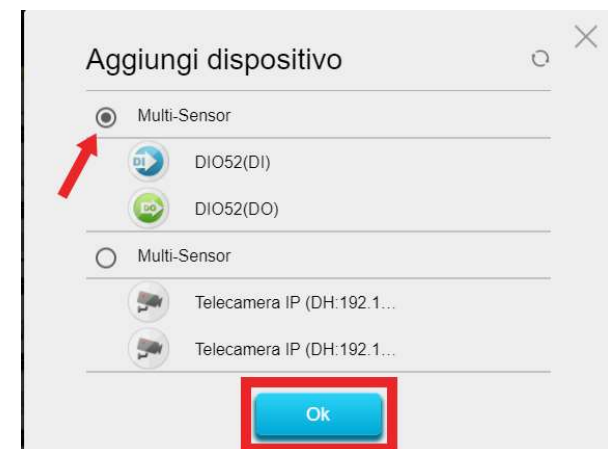 Aggiungi dispositivo
Multi-Sensor
DI
DIO52(DI)
DO
DIO52(DO)
Multi-Sensor
Telecamera IP (DH:192.1...
Telecamera IP (DH:192.1...
Ok